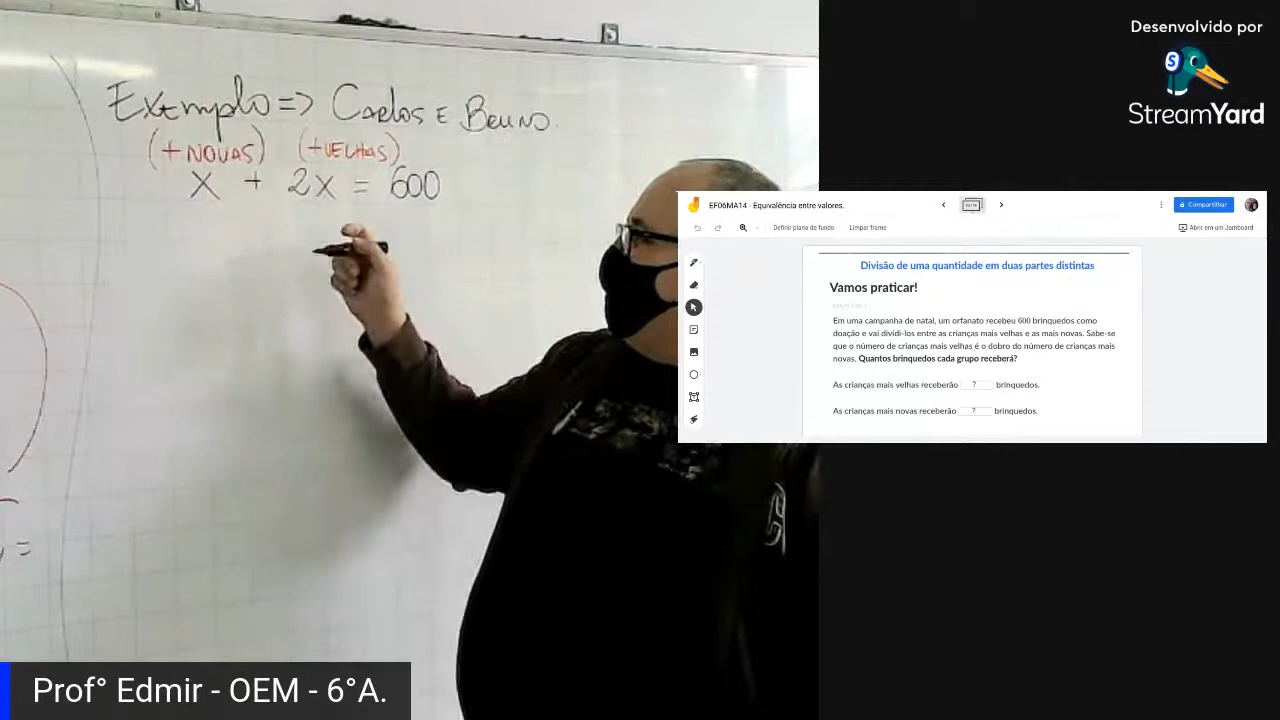 Exemplo => Carlos e Bruno.
(+NOVAS) (+VELHAS)
x + 2x = 600
=
Prof° Edmir - OEM - 6°A.
Desenvolvido por
StreamYard
EF06MA14 - Equivalência entre valores.
Compartilhar
Definir plano de fundo
Limpar frame
Abrir em um Jamboard
Divisão de uma quantidade em duas partes distintas
Vamos praticar!
Em uma campanha de natal, um orfanato recebeu 600 brinquedos como
doação e vai dividi-los entre as crianças mais velhas e as mais novas. Sabe-se
que o número de crianças mais velhas é o dobro do número de crianças mais
novas. Quantos brinquedos cada grupo receberá?
As crianças mais velhas receberão ? brinquedos.
As crianças mais novas receberão ? brinquedos.